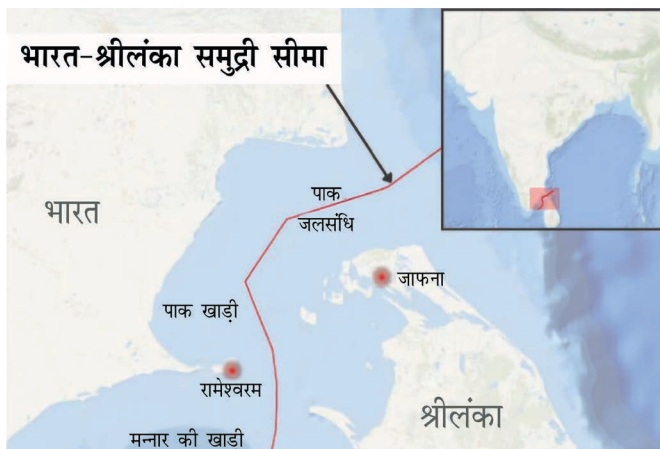 भारत-श्रीलंका समुद्री सीमा
भारत
पाक
जलसंधि
जाफना
पाक खाड़ी
रामेश्वरम
श्रीलंका
मन्नार की खाडी